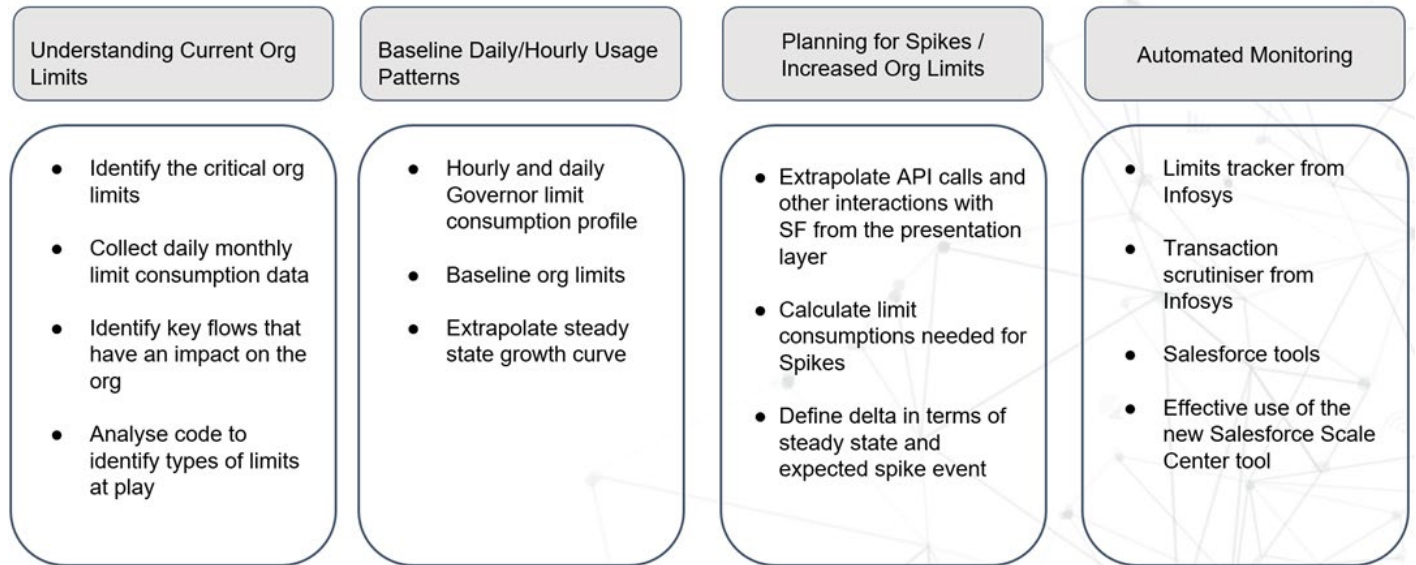 Understanding Current Org
Limits
● Identify the critical org
limits
● Collect daily monthly
limit consumption data
● Identify key flows that
have an impact on the
org
● Analyse code to
identify types of limits
at play
Baseline Daily/Hourly Usage
Patterns
● Hourly and daily
Governor limit
consumption profile
● Baseline org limits
● Extrapolate steady
state growth curve
Planning for Spikes /
Increased Org Limits
● Extrapolate API calls and
other interactions with
SF from the presentation
layer
● Calculate limit
consumptions needed for
Spikes
● Define delta in terms of
steady state and
expected spike event
Automated Monitoring
● Limits tracker from
Infosys
● Transaction
scrutiniser from
Infosys
● Salesforce tools
● Effective use of the
new Salesforce Scale
Center tool